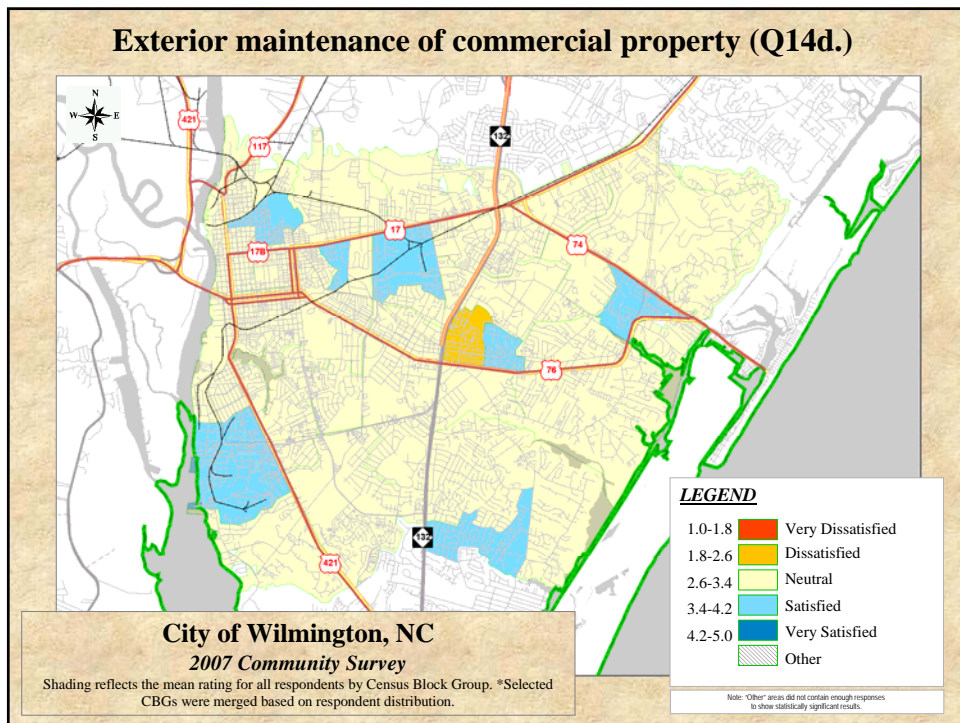 Exterior maintenance of commercial property (Q14d.)
N
W E
S
421
117
132
17
17B
74
76
132
421
LEGEND
1.0-1.8 Very Dissatisfied
1.8-2.6 Dissatisfied
2.6-3.4 Neutral
3.4-4.2 Satisfied
4.2-5.0 Very Satisfied
Other
City of Wilmington, NC
2007 Community Survey
Shading reflects the mean rating for all respondents by Census Block Group. *Selected
CBGs were merged based on respondent distribution.
Note: "Other" areas did not contain enough responses
to show statistically significant results.